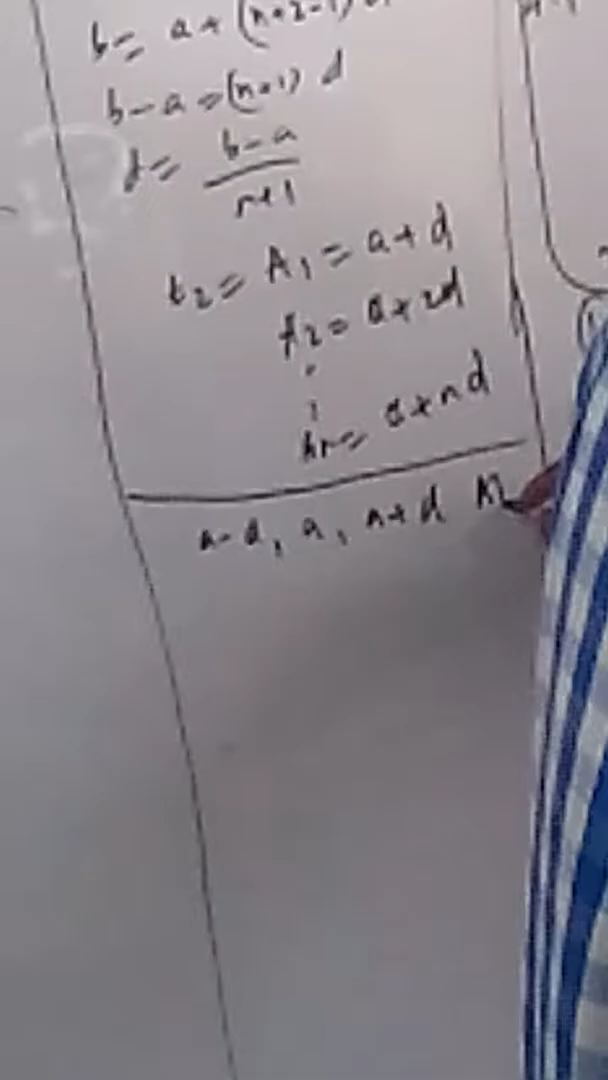 b = a + (n+2-1)
b - a = (n+1) d
d = b-a
n+1
t2 = A1 = a + d
A2 = a + 2d
An = a + nd
a-d, a, a+d